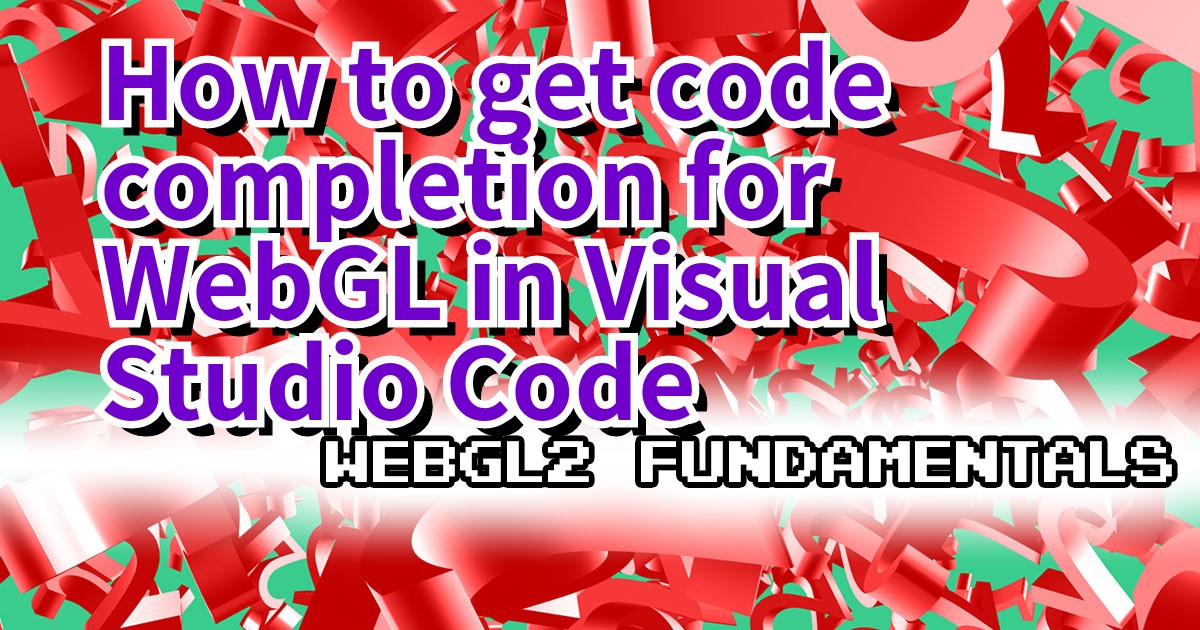 How to get code
completion for
WebGL in Visual
Studio Code
WEBGL2 FUNDAMENTALS